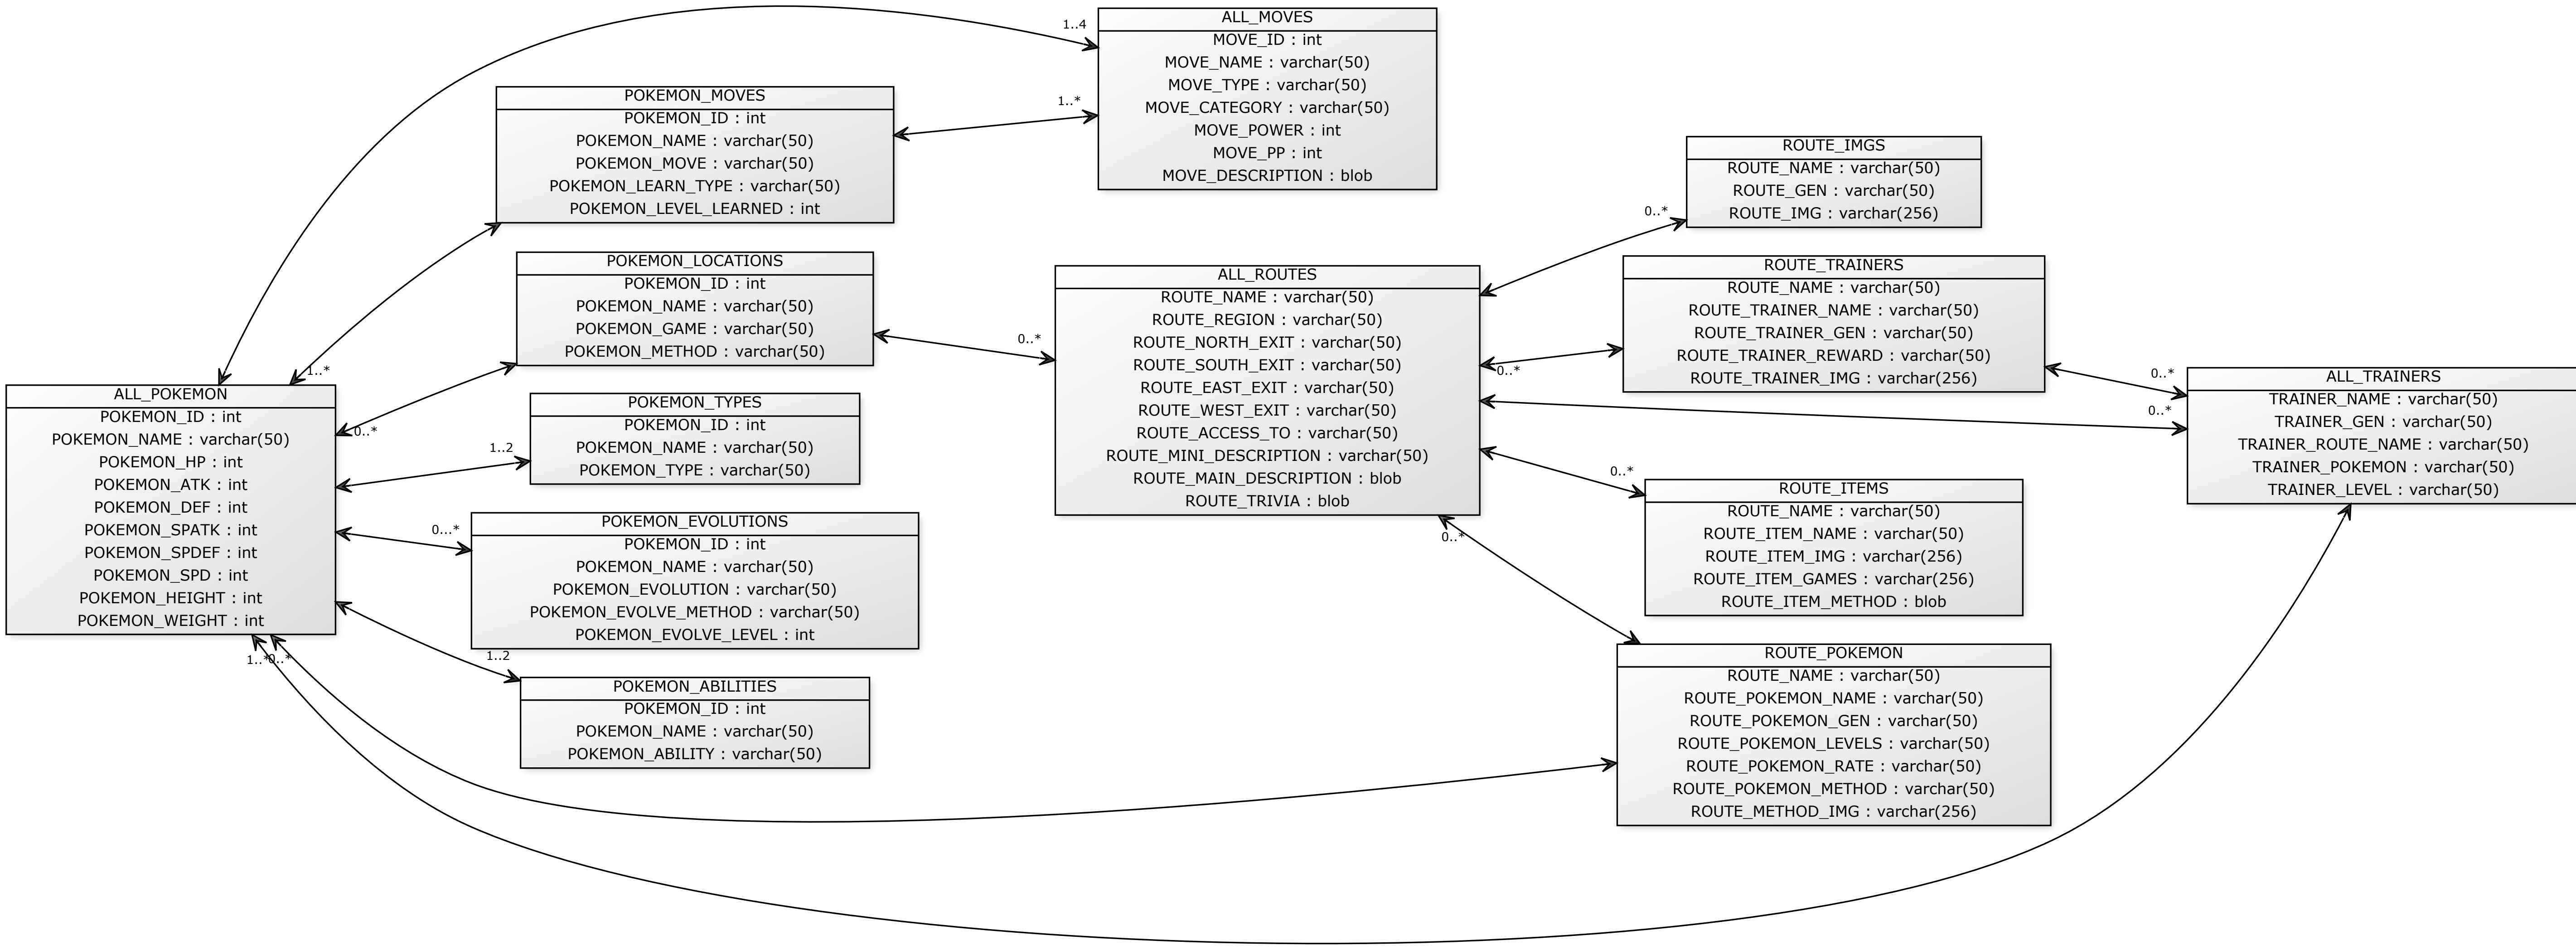 1..4
ALL_MOVES
MOVE_ID : int
MOVE_NAME : varchar(50)
MOVE_TYPE : varchar(50)
MOVE_CATEGORY : varchar(50)
MOVE_POWER : int
MOVE_PP : int
MOVE_DESCRIPTION : blob
POKEMON_MOVES
POKEMON_ID : int
POKEMON_NAME : varchar(50)
POKEMON_MOVE : varchar(50)
POKEMON_LEARN_TYPE : varchar(50)
POKEMON_LEVEL_LEARNED : int
1..*
1..*
POKEMON_LOCATIONS
POKEMON_ID : int
POKEMON_NAME : varchar(50)
POKEMON_GAME : varchar(50)
POKEMON_METHOD : varchar(50)
0..*
0..*
ALL_POKEMON
POKEMON_ID : int
POKEMON_NAME : varchar(50)
POKEMON_HP : int
POKEMON_ATK : int
POKEMON_DEF : int
POKEMON_SPATK : int
POKEMON_SPDEF : int
POKEMON_SPD : int
POKEMON_HEIGHT : int
POKEMON_WEIGHT : int
1..*
0..*
1..2
POKEMON_TYPES
POKEMON_ID : int
POKEMON_NAME : varchar(50)
POKEMON_TYPE : varchar(50)
0...*
POKEMON_EVOLUTIONS
POKEMON_ID : int
POKEMON_NAME : varchar(50)
POKEMON_EVOLUTION : varchar(50)
POKEMON_EVOLVE_METHOD : varchar(50)
POKEMON_EVOLVE_LEVEL : int
1..2
POKEMON_ABILITIES
POKEMON_ID : int
POKEMON_NAME : varchar(50)
POKEMON_ABILITY : varchar(50)
ALL_ROUTES
ROUTE_NAME : varchar(50)
ROUTE_REGION : varchar(50)
ROUTE_NORTH_EXIT : varchar(50)
ROUTE_SOUTH_EXIT : varchar(50)
ROUTE_EAST_EXIT : varchar(50)
ROUTE_WEST_EXIT : varchar(50)
ROUTE_ACCESS_TO : varchar(50)
ROUTE_MINI_DESCRIPTION : varchar(50)
ROUTE_MAIN_DESCRIPTION : blob
ROUTE_TRIVIA : blob
0..*
ROUTE_IMGS
ROUTE_NAME : varchar(50)
ROUTE_GEN : varchar(50)
ROUTE_IMG : varchar(256)
0..*
ROUTE_TRAINERS
ROUTE_NAME : varchar(50)
ROUTE_TRAINER_NAME : varchar(50)
ROUTE_TRAINER_GEN : varchar(50)
ROUTE_TRAINER_REWARD : varchar(50)
ROUTE_TRAINER_IMG : varchar(256)
0..*
0..*
ALL_TRAINERS
TRAINER_NAME : varchar(50)
TRAINER_GEN : varchar(50)
TRAINER_ROUTE_NAME : varchar(50)
TRAINER_POKEMON : varchar(50)
TRAINER_LEVEL : varchar(50)
0..*
ROUTE_ITEMS
ROUTE_NAME : varchar(50)
ROUTE_ITEM_NAME : varchar(50)
ROUTE_ITEM_IMG : varchar(256)
ROUTE_ITEM_GAMES : varchar(256)
ROUTE_ITEM_METHOD : blob
0..*
ROUTE_POKEMON
ROUTE_NAME : varchar(50)
ROUTE_POKEMON_NAME : varchar(50)
ROUTE_POKEMON_GEN : varchar(50)
ROUTE_POKEMON_LEVELS : varchar(50)
ROUTE_POKEMON_RATE : varchar(50)
ROUTE_POKEMON_METHOD : varchar(50)
ROUTE_METHOD_IMG : varchar(256)